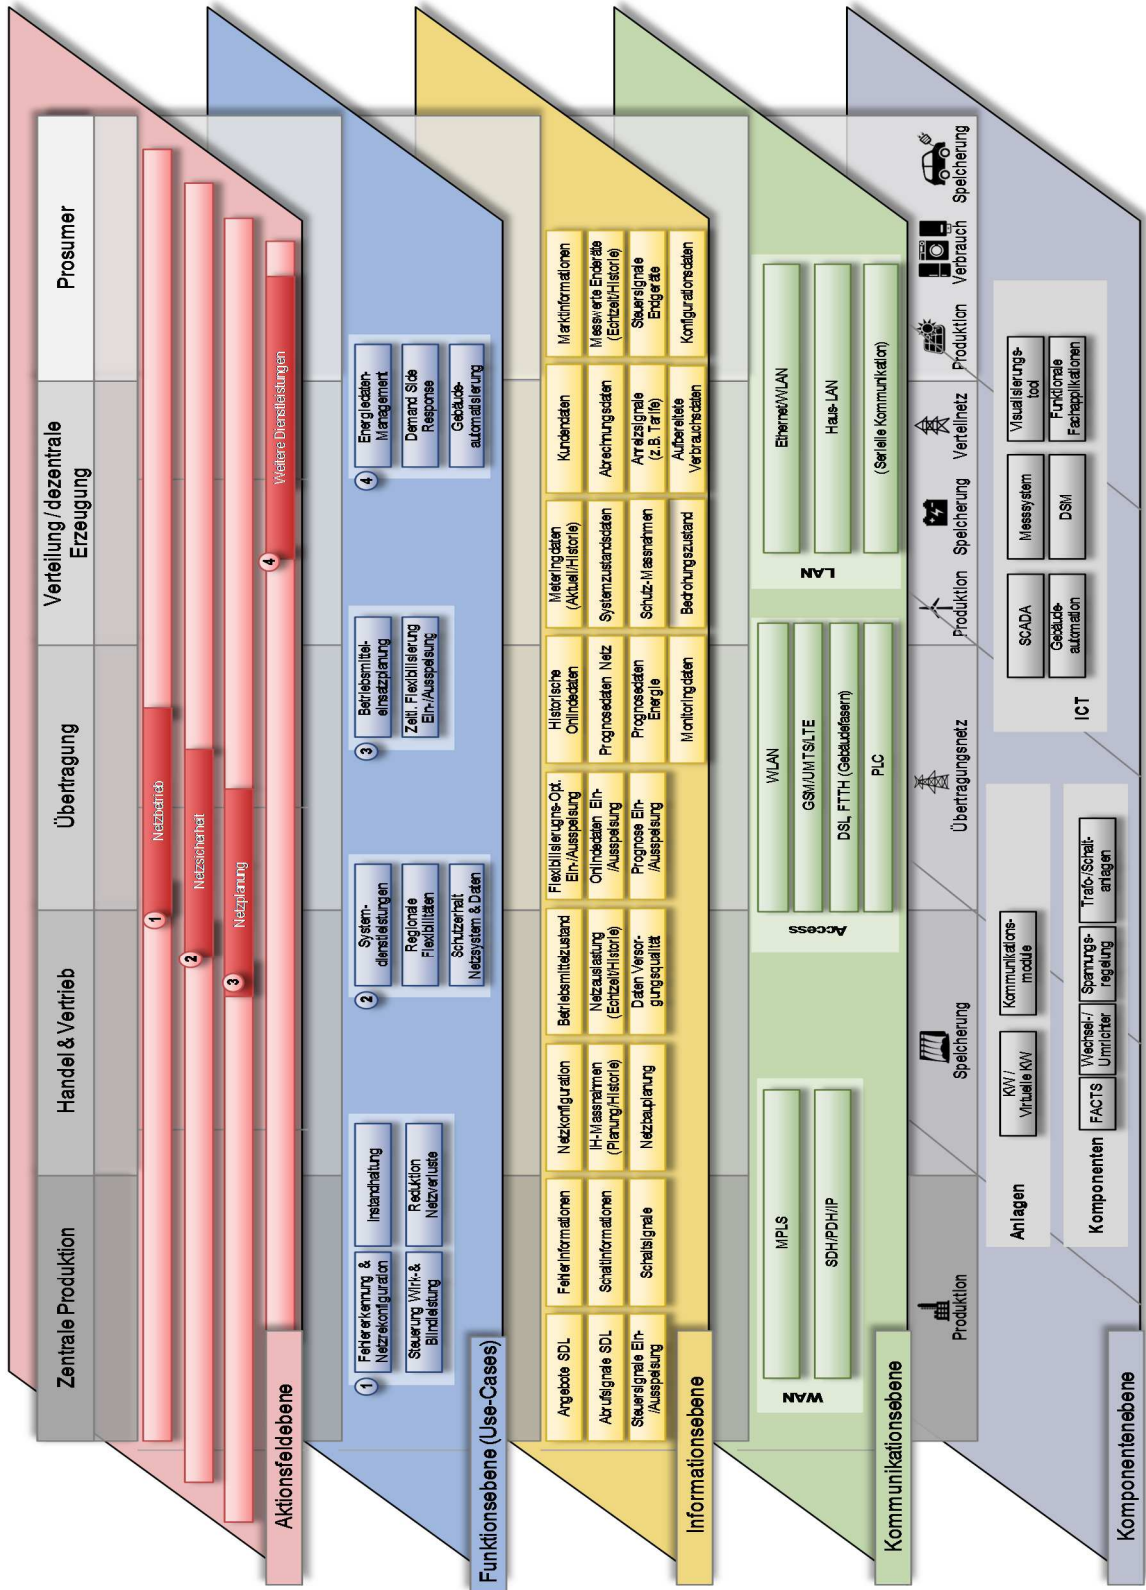 Zentrale Produktion
Handel & Vertrieb
Übertragung
Verteilung / dezentrale
Erzeugung
Prosumer
1
Netzbetrieb
2
Netzsicherheit
3
Netzplanung
4
Weitere Dienstleistungen
Aktionsfeldebene
1
Fehlererkennung &
Netzrekonfiguration
Instandhaltung
Steuerung Wirk- &
Blindleistung
Reduktion
Netzverluste
2
System-
dienstleistungen
Regionale
Flexibilitäten
Schutzerhalt
Netzsystem & Daten
3
Betriebsmittel-
einsatzplanung
Zeitl. Flexibilisierung
Ein-/Ausspeisung
4
Energiedaten-
Management
Demand Side
Response
Gebäude-
automatisierung
Funktionsebene (Use-Cases)
Angebote SDL
Fehlerinformationen
Netzkonfiguration
Betriebsmittelzustand
Flexibilisierugns-Opt.
Ein-/Ausspeisung
Historische
Onlindedaten
Meteringdaten
(Aktuell/Historie)
Kundendaten
Marktinformationen
Abrufsignale SDL
Schaltinformationen
IH-Massnahmen
(Planung/Historie)
Netzauslastung
(Echtzeit/Historie)
Onlindedaten Ein-
/Ausspeisung
Prognosedaten Netz
Systemzustandsdaten
Abrechnungsdaten
Messwerte Enderäte
(Echtzeit/Historie)
Steuersignale Ein-
/Ausspeisung
Schaltsignale
Netzbauplanung
Daten Versor-
gungsqualität
Prognose Ein-
/Ausspeisung
Prognosedaten
Energie
Schutz-Massnahmen
Anreizsignale
(z.B. Tarife)
Steuersignale
Endgeräte
Monitoringdaten
Bedrohungszustand
Aufbereitete
Verbrauchsdaten
Konfigurationsdaten
Informationsebene
WAN
MPLS
SDH/PDH/IP
Access
WLAN
GSM/UMTS/LTE
DSL, FTTH (Gebäudefasern)
PLC
LAN
Ethernet/WLAN
Haus-LAN
(Serielle Kommunikation)
Kommunikationsebene
Produktion
Speicherung
Übertragungsnetz
Produktion
Speicherung
Verteilnetz
Produktion
Verbrauch
Speicherung
Anlagen
KW /
Virtuelle KW
Kommunikations-
module
Komponenten
FACTS
Wechsel-/
Umrichter
Spannungs-
regelung
Trafo-/Schalt-
anlagen
ICT
SCADA
Messsystem
Visualisierungs-
tool
Gebäude-
automation
DSM
Funktionale
Fachapplikationen
Komponentenebene